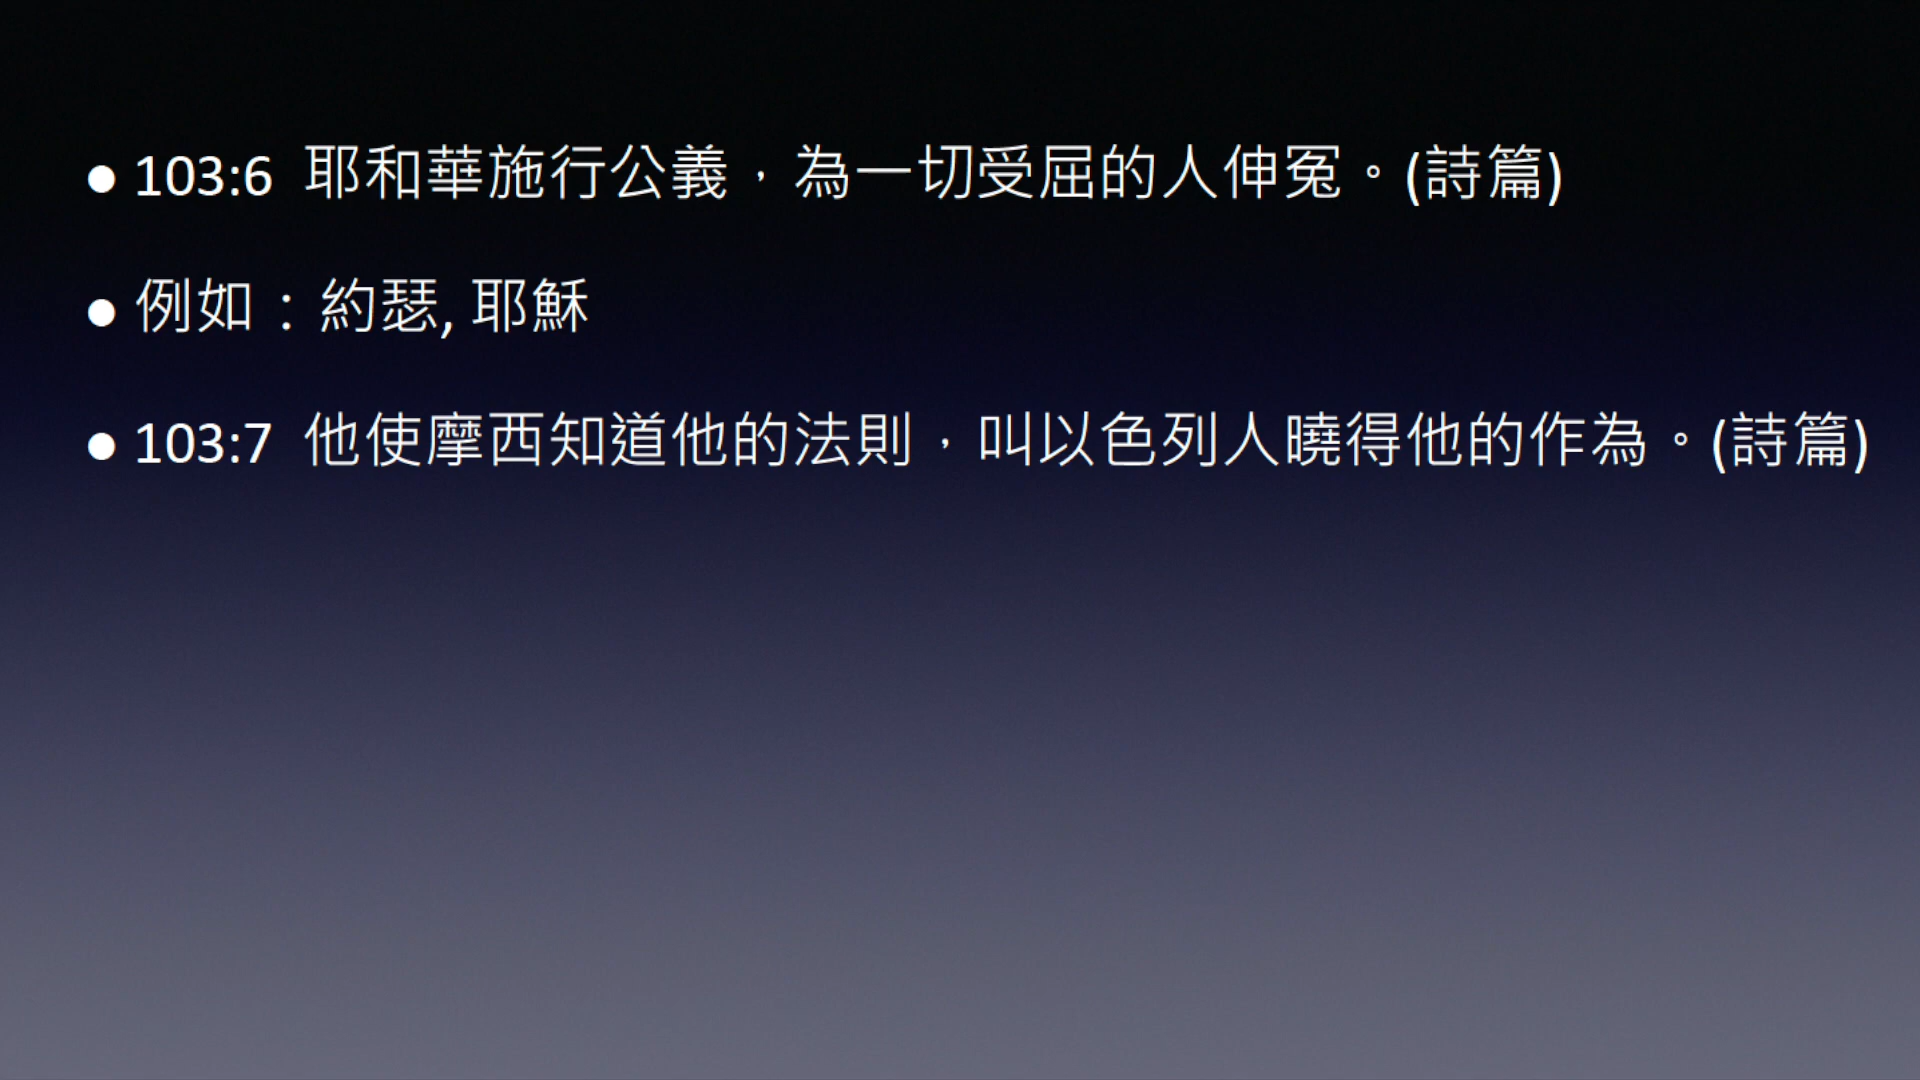 ● 103:6 耶和華施行公義，為一切受屈的人伸冤。(詩篇)
● 例如：約瑟, 耶穌
● 103:7 他使摩西知道他的法則，叫以色列人曉得他的作為。(詩篇)